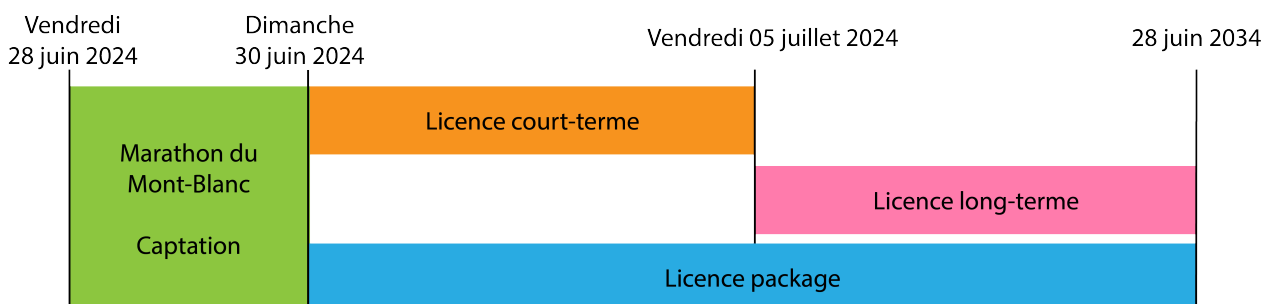 Vendredi
28 juin 2024
Dimanche
30 juin 2024
Vendredi 05 juillet 2024
28 juin 2034
Licence court-terme
Marathon du
Mont-Blanc
Licence long-terme
Captation
Licence package